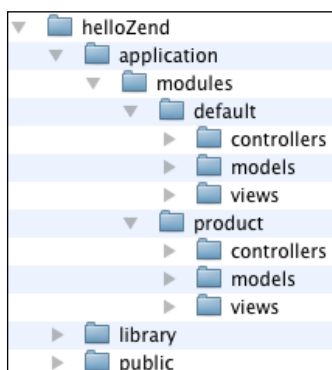 helloZend
application
modules
default
controllers
models
views
product
controllers
models
views
library
public